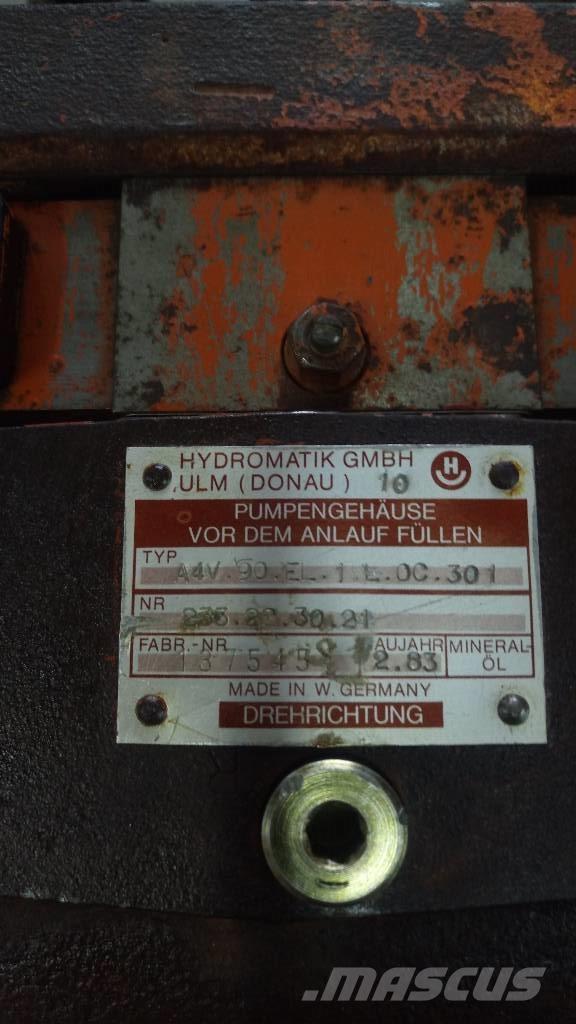 HYDROMATIK GMBH H
ULM (DONAU) 10
PUMPENGEHÄUSE
VOR DEM ANLAUF FÜLLEN
TYP
A4V.90.EL.1.L.0C.301
NR
FABR.-NR BAUJAHR MINERAL-
2.83 ÖL
MADE IN W. GERMANY
DREHRICHTUNG
MASCUS